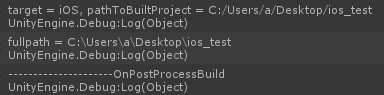 target = iOS, pathToBuiltProject = C:/Users/a/Desktop/ios_test
UnityEngine.Debug:Log(Object)
fullpath = C:\Users\a\Desktop\ios_test
UnityEngine.Debug:Log(Object)
---------------------OnPostProcessBuild
UnityEngine.Debug:Log(Object)